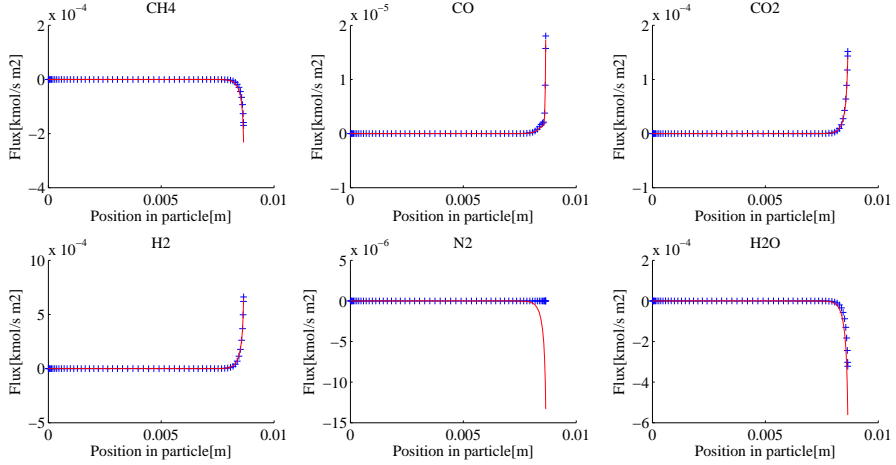 CH4 CO CO2
x 10 −4 x 10 −5 x 10 −4
2 2 2
0 1 1
−2 0 0
−4 −1 −1
0 0.005 0.01 0 0.005 0.01 0 0.005 0.01
Flux[kmol/s m2] Flux[kmol/s m2] Flux[kmol/s m2]
Position in particle[m] Position in particle[m] Position in particle[m]
H2 N2 H2O
x 10 −4 x 10 −6 x 10 −4
10 5 2
5 0 0
0 −5 −2
−10 −4
−5 −15 −6
0 0.005 0.01 0 0.005 0.01 0 0.005 0.01
Flux[kmol/s m2] Flux[kmol/s m2] Flux[kmol/s m2]
Position in particle[m] Position in particle[m] Position in particle[m]